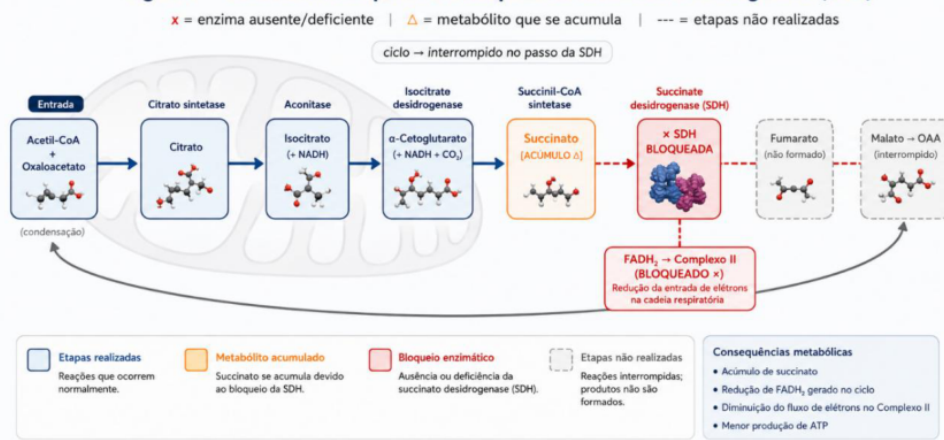 x = enzima ausente/deficiente | Δ = metabólito que se acumula | --- = etapas não realizadas
ciclo → interrompido no passo da SDH
Entrada
Acetil-CoA
+
Oxaloacetato
(condensação)
Citrato sintetase
Citrato
Aconitase
Isocitrato
(+ NADH)
Isocitrate
desidrogenase
α-Cetoglutarato
(+ NADH + CO₂)
Succinil-CoA
sintetase
Succinato
[ACÚMULO Δ]
Succinate
desidrogenase (SDH)
× SDH
BLOQUEADA
Fumarato
(não formado)
Malato → OAA
(interrompido)
FADH₂ → Complexo II
(BLOQUEADO ×)
Redução da entrada de elétrons
na cadeia respiratória
Etapas realizadas
Reações que ocorrem
normalmente.
Metabólito acumulado
Succinato se acumula devido
ao bloqueio da SDH.
Bloqueio enzimático
Ausência ou deficiência da
succinato desidrogenase (SDH).
Etapas não realizadas
Reações interrompidas;
produtos não são
formados.
Consequências metabólicas
• Acúmulo de succinato
• Redução de FADH₂ gerado no ciclo
• Diminuição do fluxo de elétrons no Complexo II
• Menor produção de ATP